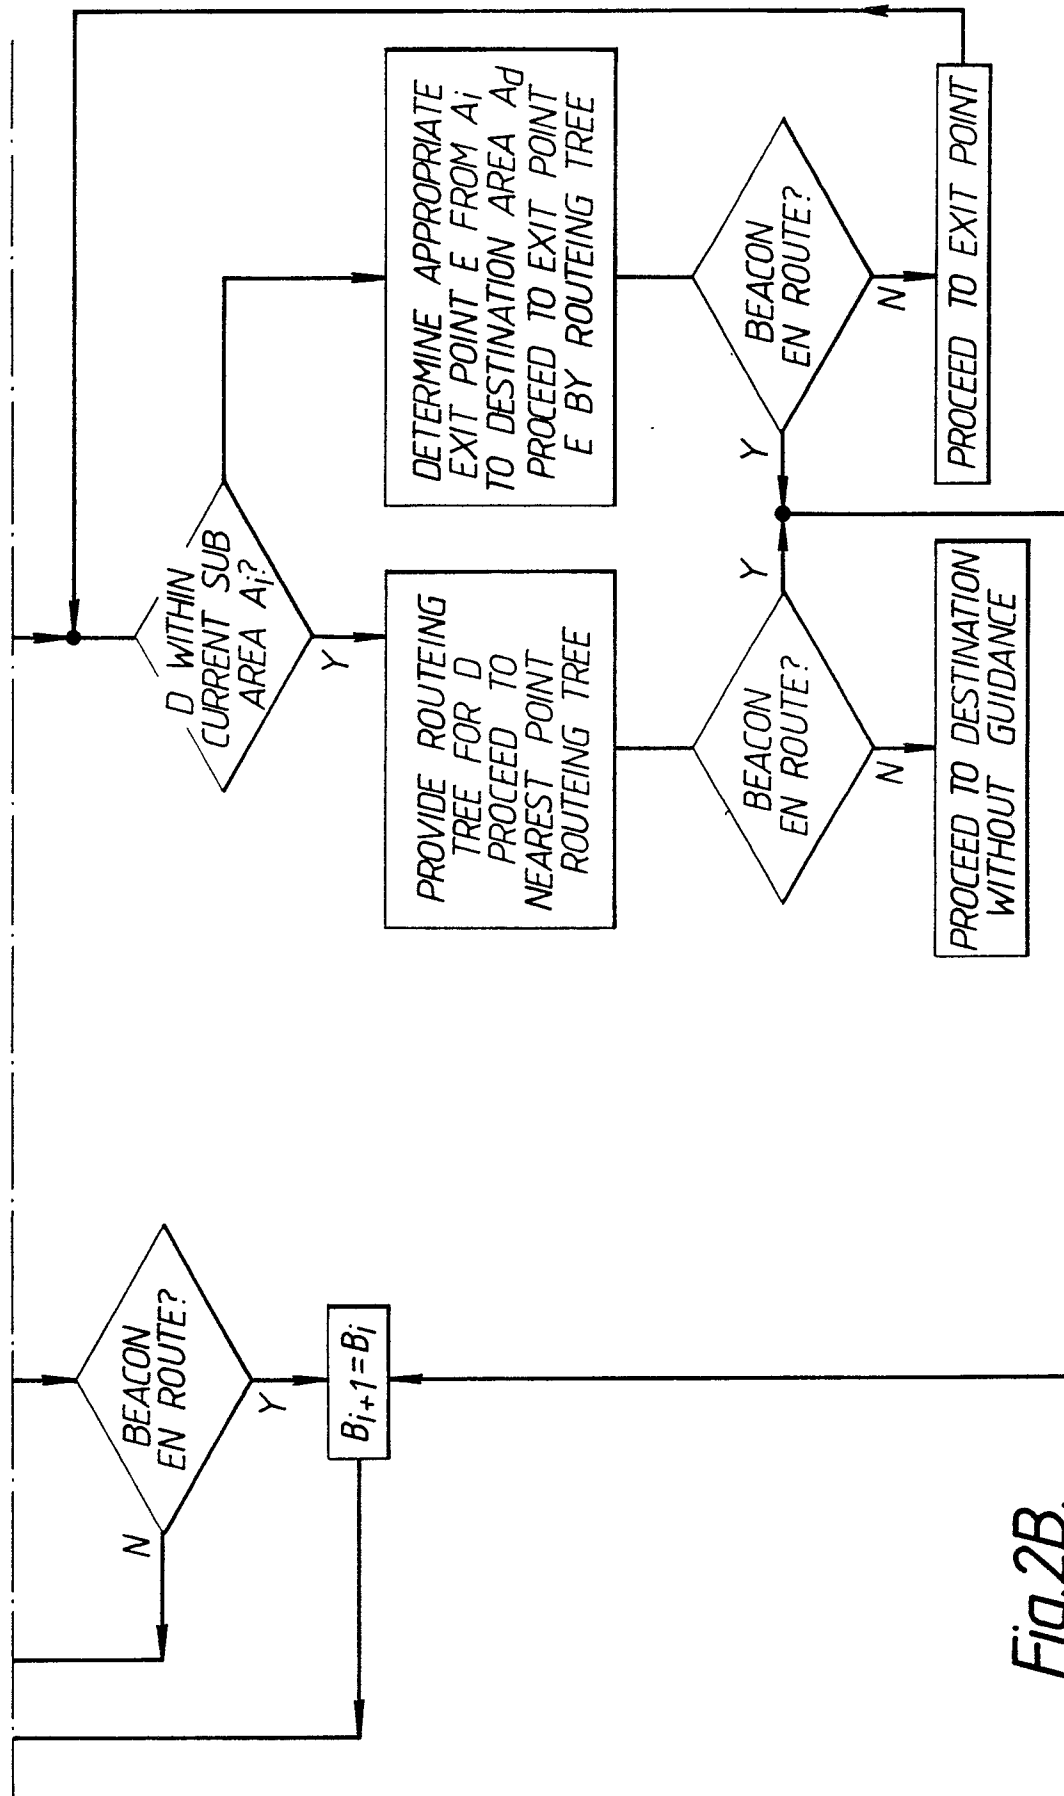 BEACON
EN ROUTE?
N
Y
Bi+1=Bi
D WITHIN
CURRENT SUB
AREA Ai?
Y
PROVIDE ROUTEING
TREE FOR D
PROCEED TO
NEAREST POINT
ROUTEING TREE
DETERMINE APPROPRIATE
EXIT POINT E FROM Ai
TO DESTINATION AREA Ad
PROCEED TO EXIT POINT
E BY ROUTEING TREE
BEACON
EN ROUTE?
Y
N
BEACON
EN ROUTE?
Y
N
PROCEED TO DESTINATION
WITHOUT GUIDANCE
PROCEED TO EXIT POINT
Fig.2B.